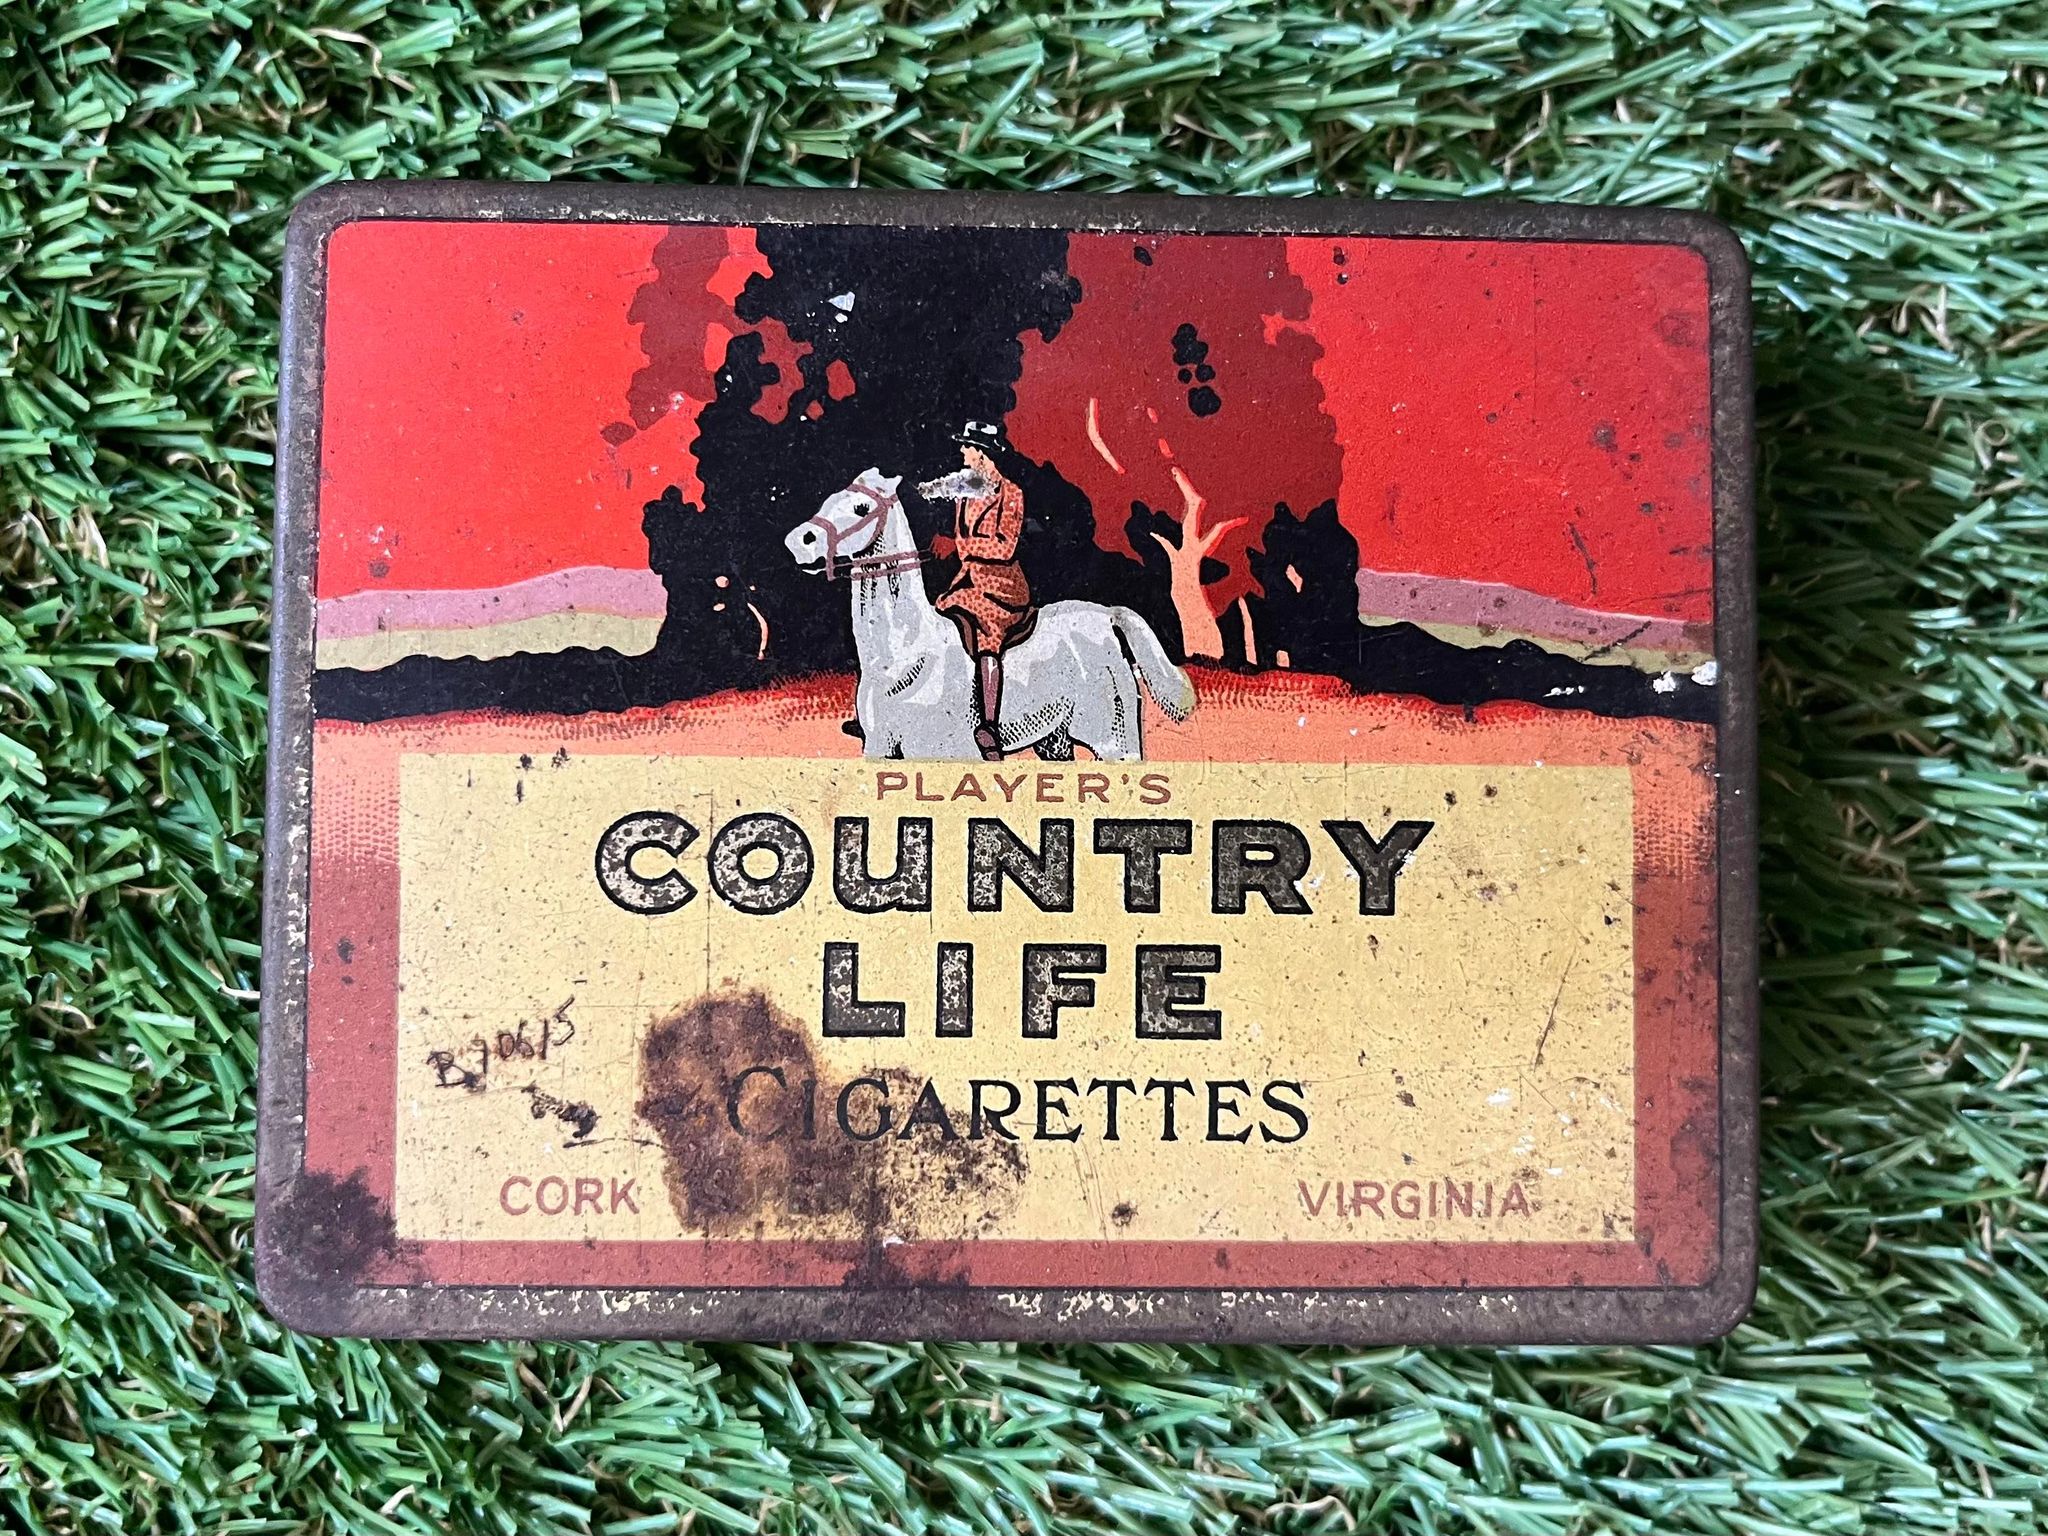 PLAYER'S
COUNTRY
LIFE
CIGARETTES
CORK
VIRGINIA